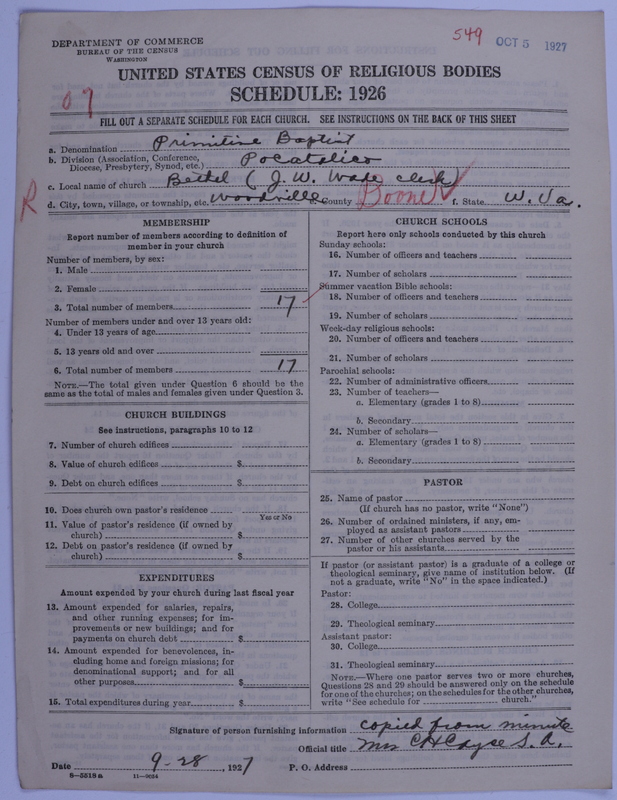 DEPARTMENT OF COMMERCE
BUREAU OF THE CENSUS
WASHINGTON
549 OCT 5 1927
UNITED STATES CENSUS OF RELIGIOUS BODIES
SCHEDULE: 1926
07
FILL OUT A SEPARATE SCHEDULE FOR EACH CHURCH. SEE INSTRUCTIONS ON THE BACK OF THIS SHEET
a. Denomination Primitive Baptist
b. Division (Association, Conference,
Diocese, Presbytery, Synod, etc.) Pocatalico
c. Local name of church Bethel (J. W. Wade clerk)
R
d. City, town, village, or township, etc. Woodville e. County Boone f. State W. Va.
MEMBERSHIP
Report number of members according to definition of
member in your church
Number of members, by sex:
1. Male
2. Female
3. Total number of members 17
Number of members under and over 13 years old:
4. Under 13 years of age
5. 13 years old and over
6. Total number of members 17
NOTE.—The total given under Question 6 should be the
same as the total of males and females given under Question 3.
CHURCH BUILDINGS
See instructions, paragraphs 10 to 12
7. Number of church edifices
8. Value of church edifices $
9. Debt on church edifices $
10. Does church own pastor's residence
Yes or No
11. Value of pastor's residence (if owned by
church) $
12. Debt on pastor's residence (if owned by
church) $
EXPENDITURES
Amount expended by your church during last fiscal year
13. Amount expended for salaries, repairs,
and other running expenses; for im-
provements or new buildings; and for
payments on church debt $
14. Amount expended for benevolences, in-
cluding home and foreign missions; for
denominational support; and for all
other purposes $
15. Total expenditures during year $
CHURCH SCHOOLS
Report here only schools conducted by this church
Sunday schools:
16. Number of officers and teachers
17. Number of scholars
Summer vacation Bible schools:
18. Number of officers and teachers
19. Number of scholars
Week-day religious schools:
20. Number of officers and teachers
21. Number of scholars
Parochial schools:
22. Number of administrative officers
23. Number of teachers—
a. Elementary (grades 1 to 8)
b. Secondary
24. Number of scholars—
a. Elementary (grades 1 to 8)
b. Secondary
PASTOR
25. Name of pastor
(If church has no pastor, write "None")
26. Number of ordained ministers, if any, em-
ployed as assistant pastors
27. Number of other churches served by the
pastor or his assistants
If pastor (or assistant pastor) is a graduate of a college or
theological seminary, give name of institution below. (If
not a graduate, write "No" in the space indicated.)
Pastor:
28. College
29. Theological seminary
Assistant pastor:
30. College
31. Theological seminary
NOTE.—Where one pastor serves two or more churches,
Questions 28 and 29 should be answered only on the schedule
for one of the churches; on the schedules for the other churches,
write "See schedule for church."
Signature of person furnishing information copied from minute
Official title Mrs C H Cayce S. A.
Date 9-28, 1927 P. O. Address
8—5518a 11—9034